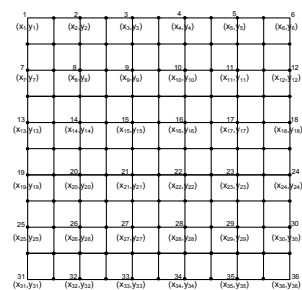 1 2 3 4 5 6
(x₁,y₁) (x₂,y₂) (x₃,y₃) (x₄,y₄) (x₅,y₅) (x₆,y₆)
7 8 9 10 11 12
(x₇,y₇) (x₈,y₈) (x₉,y₉) (x₁₀,y₁₀) (x₁₁,y₁₁) (x₁₂,y₁₂)
13 14 15 16 17 18
(x₁₃,y₁₃) (x₁₄,y₁₄) (x₁₅,y₁₅) (x₁₆,y₁₆) (x₁₇,y₁₇) (x₁₈,y₁₈)
19 20 21 22 23 24
(x₁₉,y₁₉) (x₂₀,y₂₀) (x₂₁,y₂₁) (x₂₂,y₂₂) (x₂₃,y₂₃) (x₂₄,y₂₄)
25 26 27 28 29 30
(x₂₅,y₂₅) (x₂₆,y₂₆) (x₂₇,y₂₇) (x₂₈,y₂₈) (x₂₉,y₂₉) (x₃₀,y₃₀)
31 32 33 34 35 36
(x₃₁,y₃₁) (x₃₂,y₃₂) (x₃₃,y₃₃) (x₃₄,y₃₄) (x₃₅,y₃₅) (x₃₆,y₃₆)